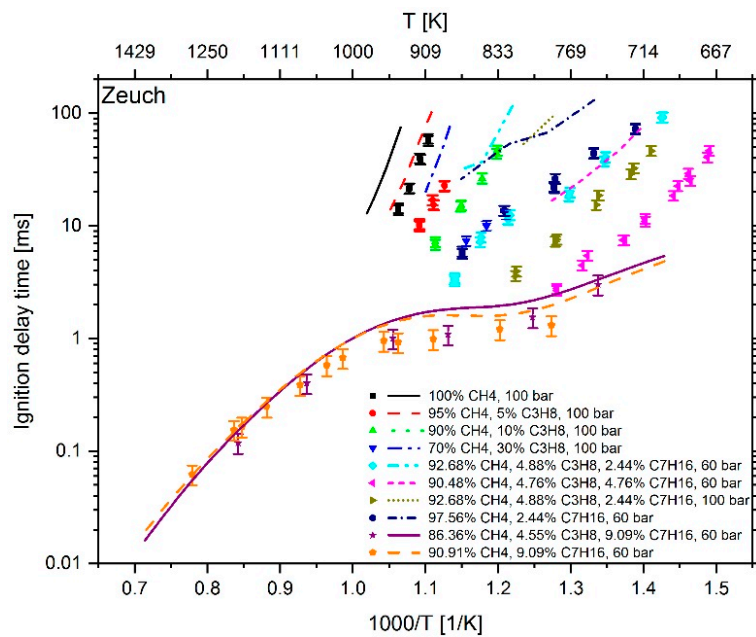 T [K]
1429 1250 1111 1000 909 833 769 714 667
Zeuch
100
10
1
0.1
0.01
Ignition delay time [ms]
100% CH4, 100 bar
95% CH4, 5% C3H8, 100 bar
90% CH4, 10% C3H8, 100 bar
70% CH4, 30% C3H8, 100 bar
92.68% CH4, 4.88% C3H8, 2.44% C7H16, 60 bar
90.48% CH4, 4.76% C3H8, 4.76% C7H16, 60 bar
92.68% CH4, 4.88% C3H8, 2.44% C7H16, 100 bar
97.56% CH4, 2.44% C7H16, 60 bar
86.36% CH4, 4.55% C3H8, 9.09% C7H16, 60 bar
90.91% CH4, 9.09% C7H16, 60 bar
0.7 0.8 0.9 1.0 1.1 1.2 1.3 1.4 1.5
1000/T [1/K]